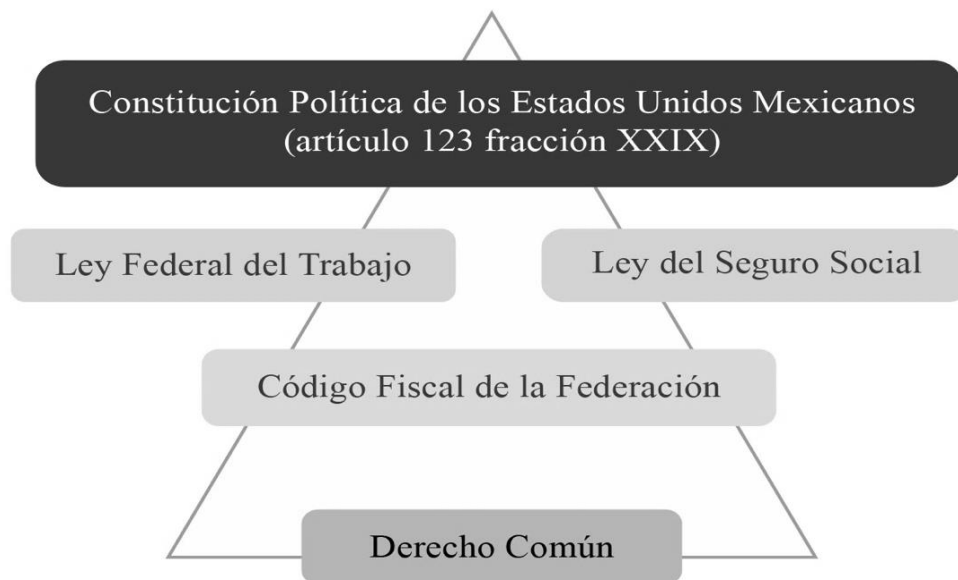 Constitución Política de los Estados Unidos Mexicanos
(artículo 123 fracción XXIX)
Ley Federal del Trabajo
Ley del Seguro Social
Código Fiscal de la Federación
Derecho Común